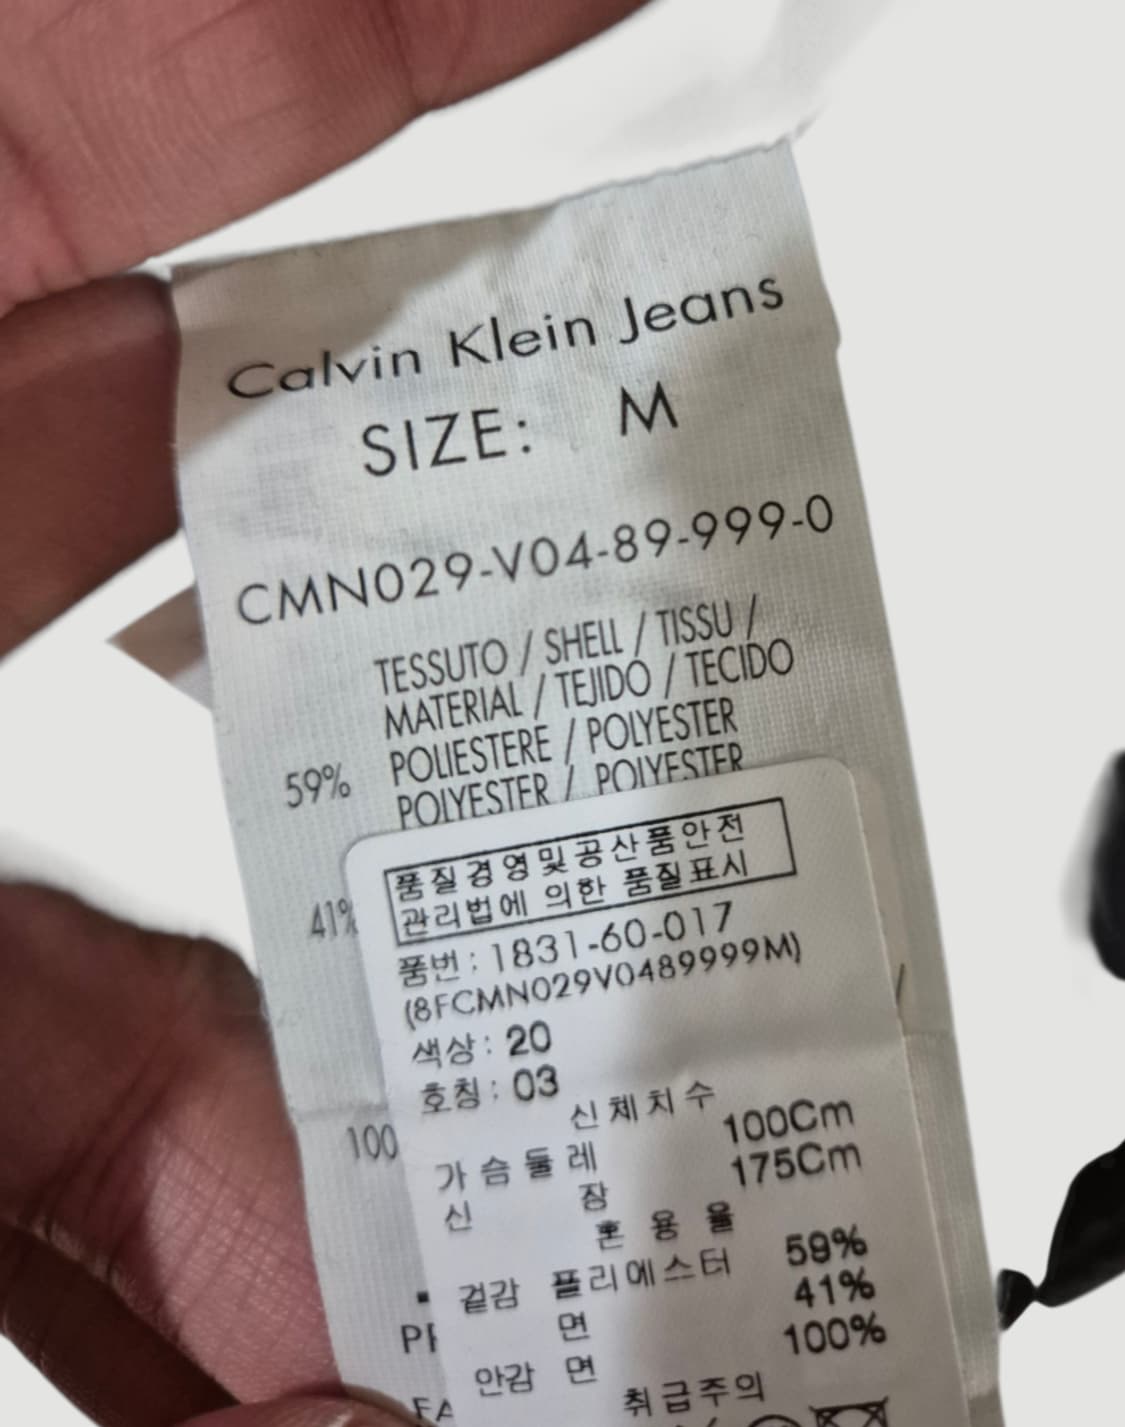 Calvin Klein Jeans
SIZE: M
CMN029-V04-89-999-0
TESSUTO / SHELL / TISSU /
MATERIAL / TEJIDO / TECIDO
59% POLIESTERE / POLYESTER
POLYESTER / POLYESTER
품질경영및공산품안전
관리법에 의한 품질표시
41%
품번 : 1831-60-017
(8FCMN029V0489999M)
색상 : 20
호칭 : 03
신체치수
100
가슴둘레 100Cm
신장 175Cm
혼용율
겉감 폴리에스터 59%
면 41%
안감 면 100%
취급주의